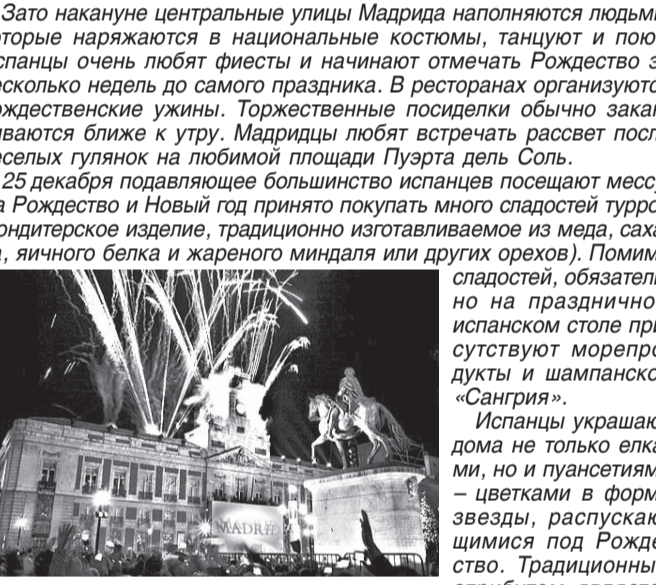 Зато накануне центральные улицы Мадрида наполняются людьми
оторые наряжаются в национальные костюмы, танцуют и пою
спанцы очень любят фиесты и начинают отмечать Рождество з
есколько недель до самого праздника. В ресторанах организуютс
ождественские ужины. Торжественные посиделки обычно закан
иваются ближе к утру. Мадридцы любят встречать рассвет посл
еселых гулянок на любимой площади Пуэрта дель Соль.
25 декабря подавляющее большинство испанцев посещают мессу
а Рождество и Новый год принято покупать много сладостей турро
ондитерское изделие, традиционно изготавливаемое из меда, саха
, яичного белка и жареного миндаля или других орехов). Помим
сладостей, обязатель
но на праздничном
испанском столе при
сутствуют морепро
дукты и шампанско
«Сангрия».
Испанцы украшаю
дома не только елка
ми, но и пуансетиям
– цветками в форм
звезды, распускаю
щимися под Рожде
ство. Традиционны
MADRID